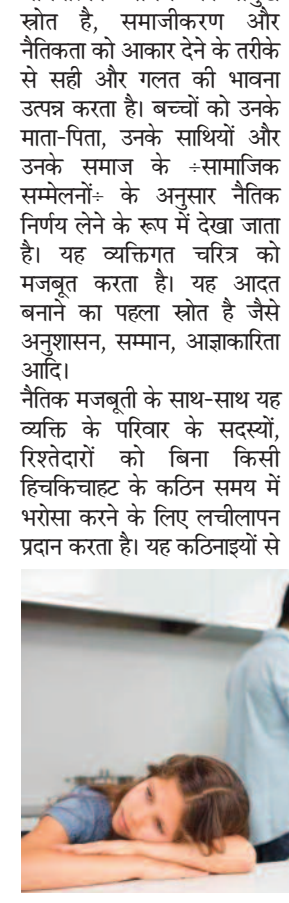 स्रोत है, समाजीकरण और
नैतिकता को आकार देने के तरीके
से सही और गलत की भावना
उत्पन्न करता है। बच्चों को उनके
माता-पिता, उनके साथियों और
उनके समाज के ÷सामाजिक
सम्मेलनों÷ के अनुसार नैतिक
निर्णय लेने के रूप में देखा जाता
है। यह व्यक्तिगत चरित्र को
मजबूत करता है। यह आदत
बनाने का पहला स्रोत है जैसे
अनुशासन, सम्मान, आज्ञाकारिता
आदि।
नैतिक मजबूती के साथ-साथ यह
व्यक्ति के परिवार के सदस्यों,
रिश्तेदारों को बिना किसी
हिचकिचाहट के कठिन समय में
भरोसा करने के लिए लचीलापन
प्रदान करता है। यह कठिनाइयों से